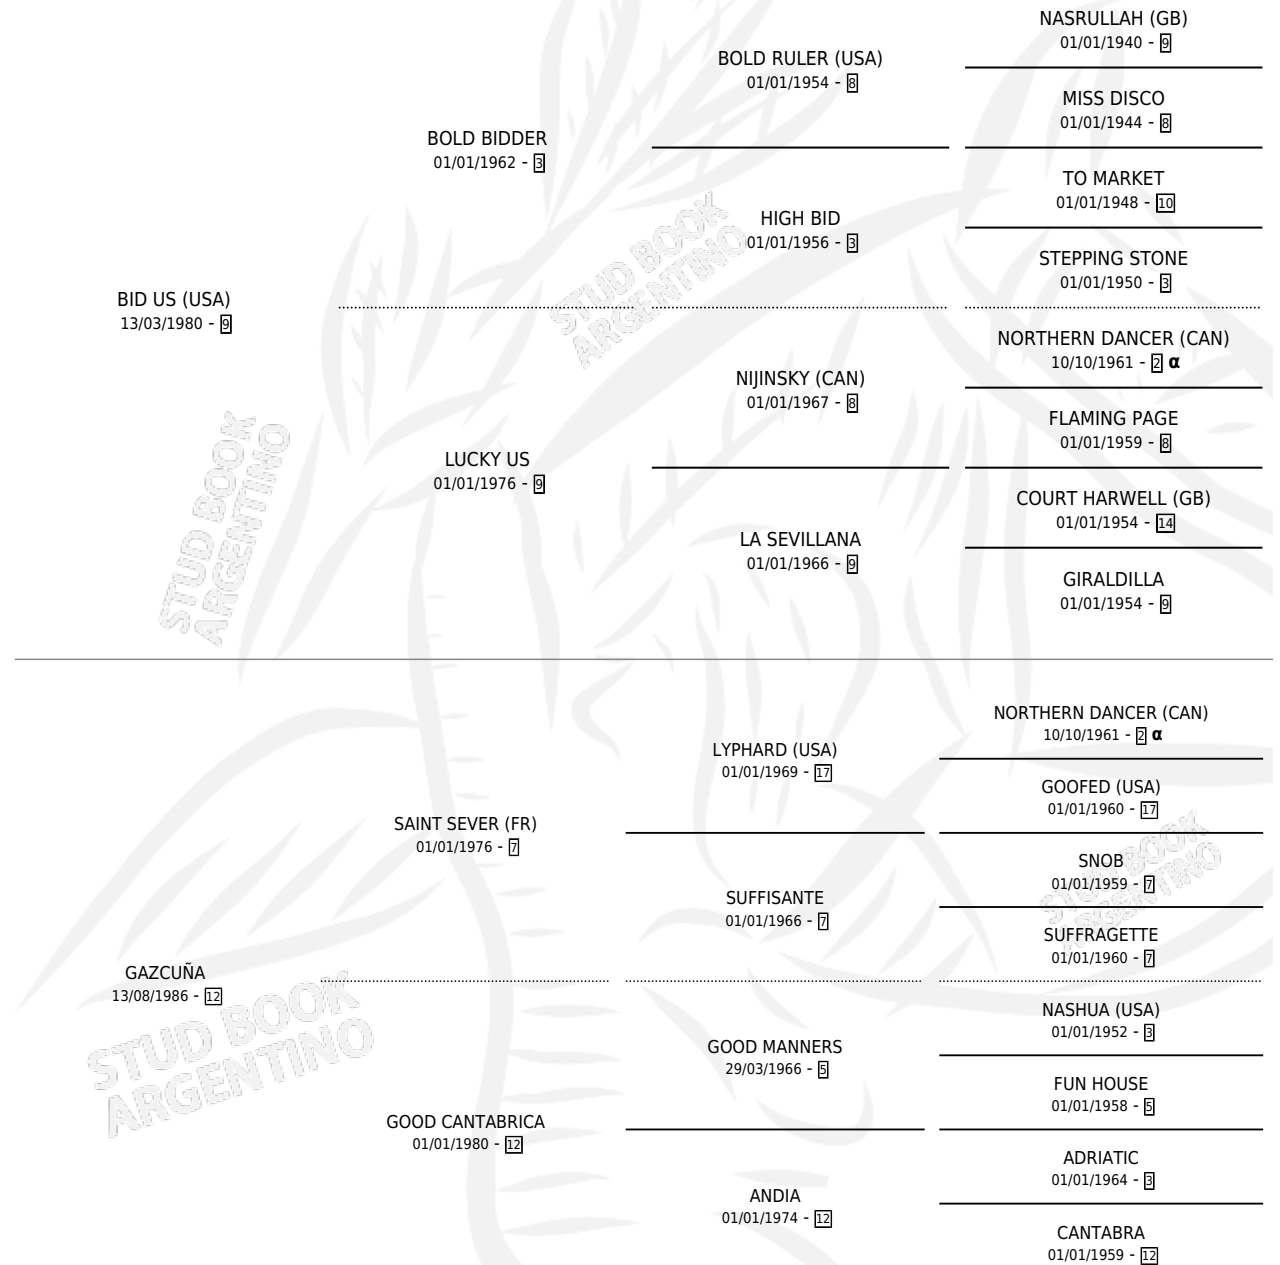 NASRULLAH (GB)
01/01/1940 - 9
BOLD RULER (USA)
01/01/1954 - 8
MISS DISCO
01/01/1944 - 8
BOLD BIDDER
01/01/1962 - 3
TO MARKET
01/01/1948 - 10
HIGH BID
01/01/1956 - 3
STEPPING STONE
01/01/1950 - 3
BID US (USA)
13/03/1980 - 9
NORTHERN DANCER (CAN)
10/10/1961 - 2 α
NIJINSKY (CAN)
01/01/1967 - 8
FLAMING PAGE
01/01/1959 - 8
LUCKY US
01/01/1976 - 9
COURT HARWELL (GB)
01/01/1954 - 14
LA SEVILLANA
01/01/1966 - 9
GIRALDILLA
01/01/1954 - 9
NORTHERN DANCER (CAN)
10/10/1961 - 2 α
LYPHARD (USA)
01/01/1969 - 17
GOOFED (USA)
01/01/1960 - 17
SAINT SEVER (FR)
01/01/1976 - 7
SNOB
01/01/1959 - 7
SUFFISANTE
01/01/1966 - 7
SUFFRAGETTE
01/01/1960 - 7
GAZCUÑA
13/08/1986 - 12
NASHUA (USA)
01/01/1952 - 3
GOOD MANNERS
29/03/1966 - 5
FUN HOUSE
01/01/1958 - 5
GOOD CANTABRICA
01/01/1980 - 12
ADRIATIC
01/01/1964 - 3
ANDIA
01/01/1974 - 12
CANTABRA
01/01/1959 - 12
STUD BOOK
ARGENTINO
STUD BOOK
ARGENTINO
STUD BOOK
ARGENTINO
STUD BOOK
ARGENTINO